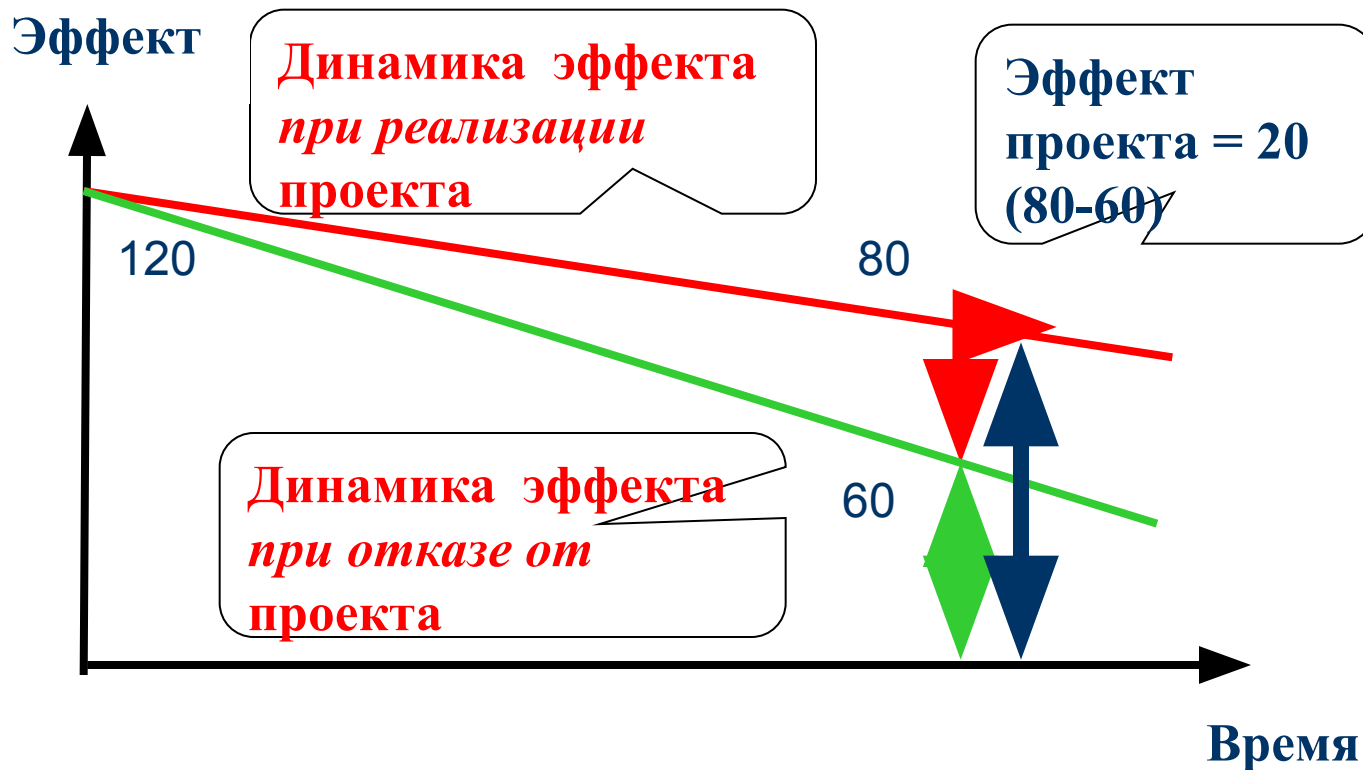 Эффект
Динамика эффекта
при реализации
проекта
Эффект
проекта = 20
(80-60)
120
80
Динамика эффекта
при отказе от
проекта
60
Время